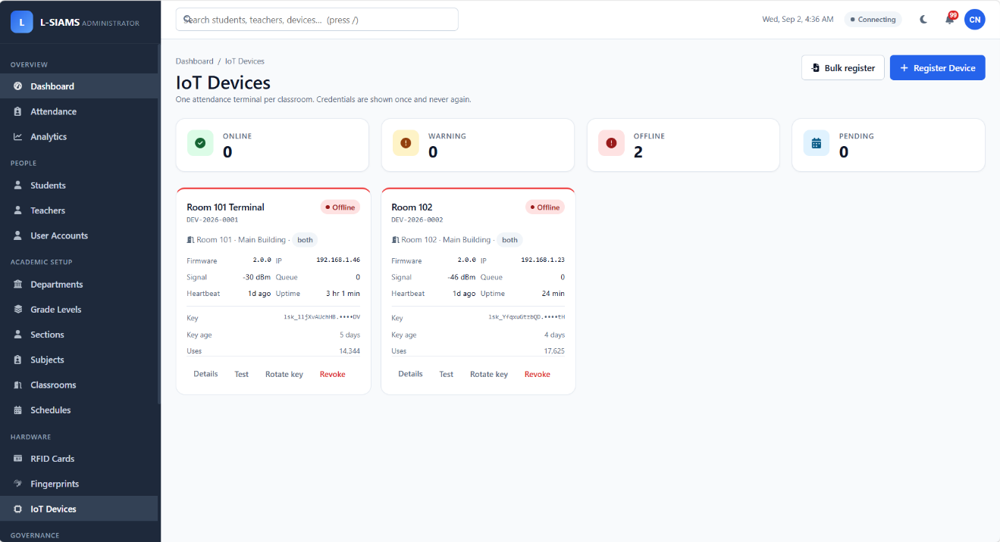 L L-SIAMS ADMINISTRATOR
Search students, teachers, devices... (press /)
Wed, Sep 2, 4:36 AM
Connecting
99
CN
OVERVIEW
Dashboard
Attendance
Analytics
PEOPLE
Students
Teachers
User Accounts
ACADEMIC SETUP
Departments
Grade Levels
Sections
Subjects
Classrooms
Schedules
HARDWARE
RFID Cards
Fingerprints
IoT Devices
GOVERNANCE
Dashboard / IoT Devices
IoT Devices
One attendance terminal per classroom. Credentials are shown once and never again.
Bulk register
+ Register Device
ONLINE
0
WARNING
0
OFFLINE
2
PENDING
0
Room 101 Terminal
Offline
DEV-2026-0001
Room 101 · Main Building · both
Firmware 2.0.0 IP 192.168.1.46
Signal -30 dBm Queue 0
Heartbeat 1d ago Uptime 3 hr 1 min
Key lsk_11jXvAUchHB.••••DV
Key age 5 days
Uses 14,344
Details Test Rotate key Revoke
Room 102
Offline
DEV-2026-0002
Room 102 · Main Building · both
Firmware 2.0.0 IP 192.168.1.23
Signal -46 dBm Queue 0
Heartbeat 1d ago Uptime 24 min
Key lsk_YfqxuGtzbQD.••••tH
Key age 4 days
Uses 17,625
Details Test Rotate key Revoke